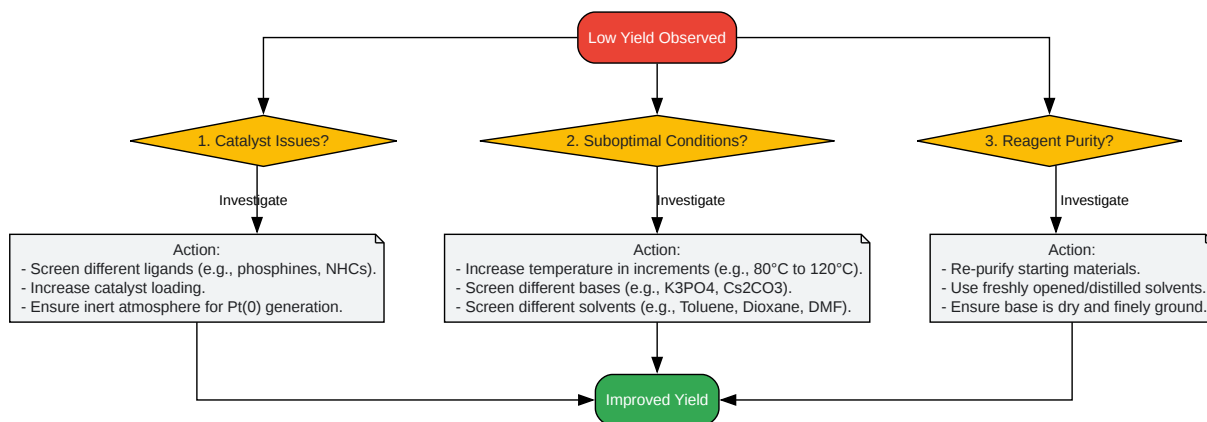 Low Yield Observed
1. Catalyst Issues?
2. Suboptimal Conditions?
3. Reagent Purity?
Investigate
Investigate
Investigate
Action:
- Screen different ligands (e.g., phosphines, NHCs).
- Increase catalyst loading.
- Ensure inert atmosphere for Pt(0) generation.
Action:
- Increase temperature in increments (e.g., 80°C to 120°C).
- Screen different bases (e.g., K3PO4, Cs2CO3).
- Screen different solvents (e.g., Toluene, Dioxane, DMF).
Action:
- Re-purify starting materials.
- Use freshly opened/distilled solvents.
- Ensure base is dry and finely ground.
Improved Yield